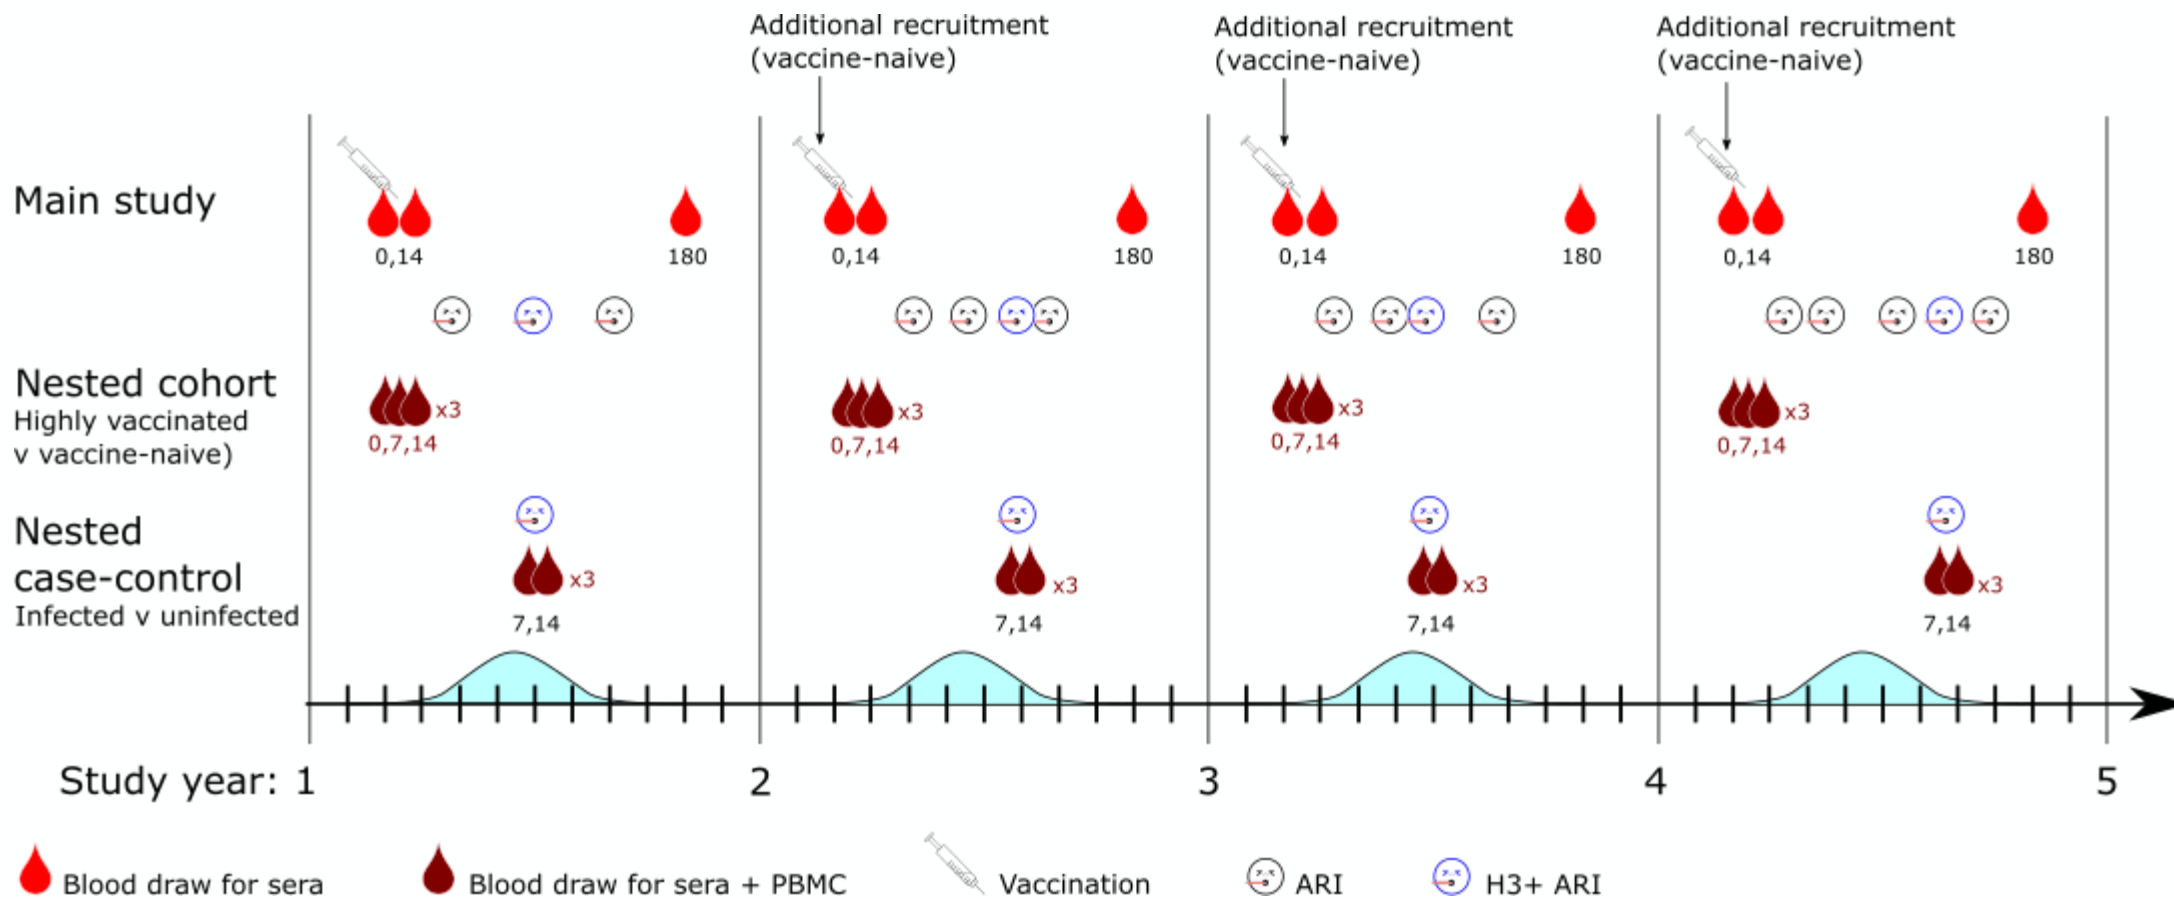 Additional recruitment
(vaccine-naive)
Additional recruitment
(vaccine-naive)
Additional recruitment
(vaccine-naive)
Main study
0,14
180
0,14
180
0,14
180
0,14
180
Nested cohort
Highly vaccinated
v vaccine-naive)
x3
0,7,14
x3
0,7,14
x3
0,7,14
x3
0,7,14
Nested
case-control
Infected v uninfected
x3
7,14
x3
7,14
x3
7,14
x3
7,14
Study year: 1 2 3 4 5
Blood draw for sera
Blood draw for sera + PBMC
Vaccination
ARI
H3+ ARI